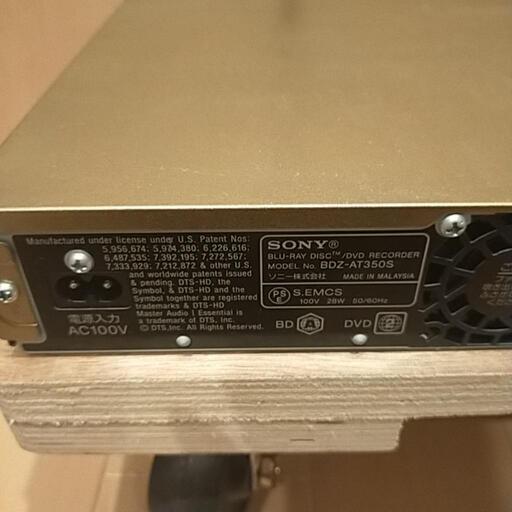 Manufactured under license under U.S. Patent Nos:
5,956,674; 5,974,380; 6,226,616;
6,487,535; 7,392,195; 7,272,567;
7,333,929; 7,212,872 & other U.S.
and worldwide patents issued
& pending. DTS-HD, the
Symbol, & DTS-HD and the
Symbol together are registered
trademarks & DTS-HD
Master Audio | Essential is
a trademark of DTS, Inc.
© DTS,Inc. All Rights Reserved.
電源入力
AC100V
SONY®
BLU-RAY DISC™/DVD RECORDER
MODEL No. BDZ-AT350S
ソニー株式会社 MADE IN MALAYSIA
PS S.EMCS
100V 28W 50/60Hz
BD A DVD 2